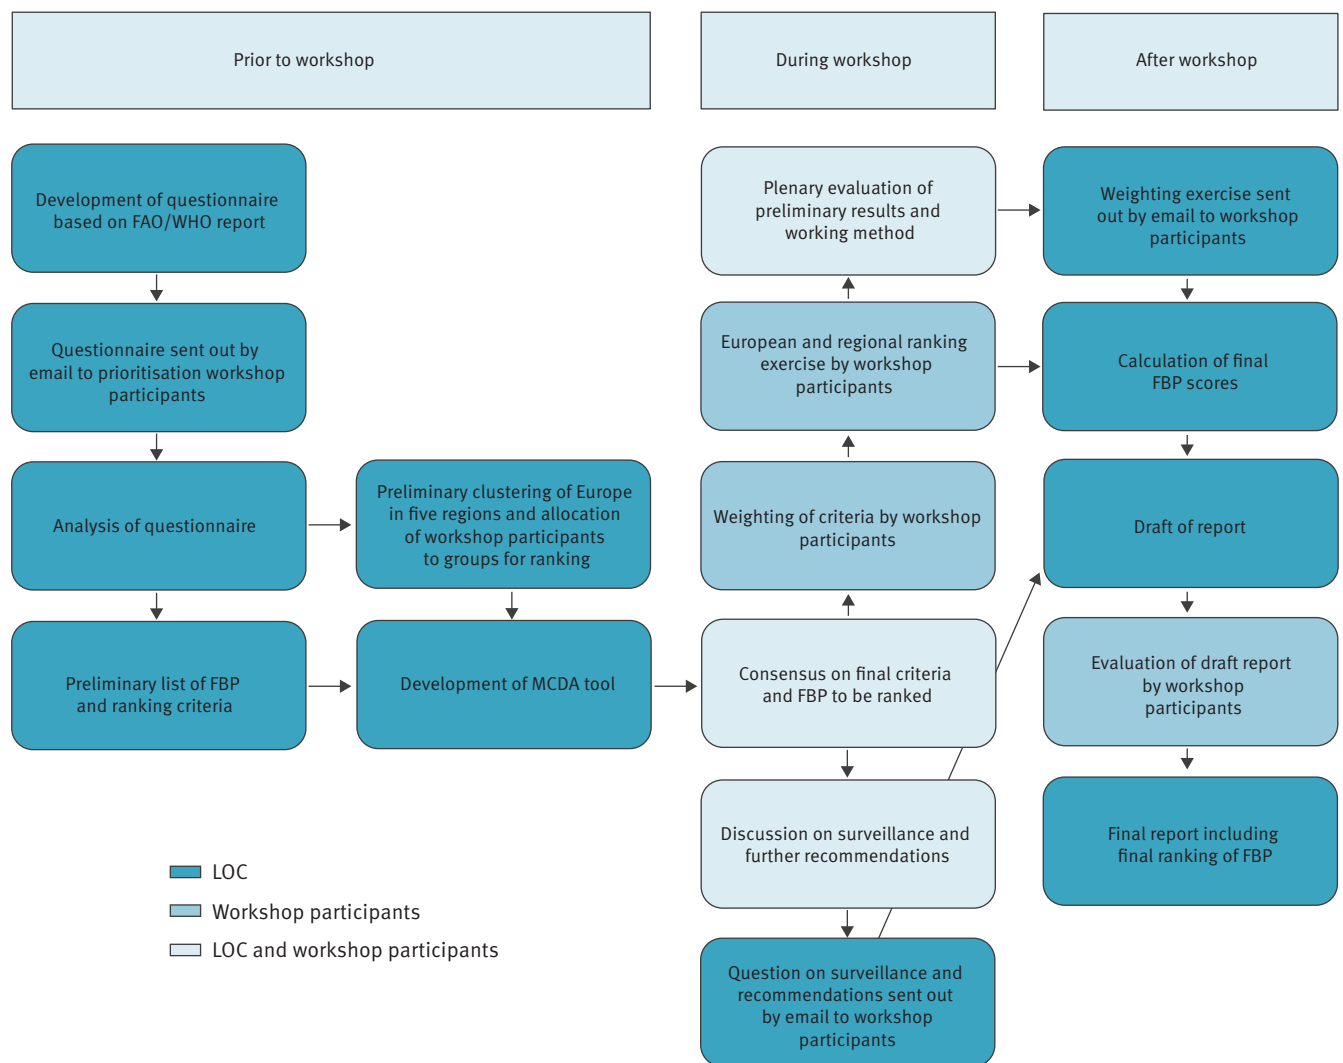 Prior to workshop
During workshop
After workshop
Development of questionnaire
based on FAO/WHO report
Questionnaire sent out by
email to prioritisation workshop
participants
Analysis of questionnaire
Preliminary list of FBP
and ranking criteria
Preliminary clustering of Europe
in five regions and allocation
of workshop participants
to groups for ranking
Development of MCDA tool
Plenary evaluation of
preliminary results and
working method
European and regional ranking
exercise by workshop
participants
Weighting of criteria by workshop
participants
Consensus on final criteria
and FBP to be ranked
Discussion on surveillance and
further recommendations
Question on surveillance and
recommendations sent out
by email to workshop
participants
Weighting exercise sent
out by email to workshop
participants
Calculation of final
FBP scores
Draft of report
Evaluation of draft report
by workshop
participants
Final report including
final ranking of FBP
LOC
Workshop participants
LOC and workshop participants